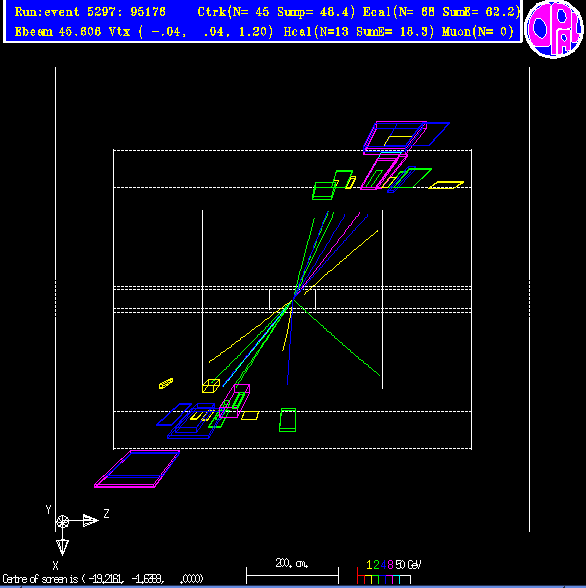 Run:event 5297: 95176 Ctrk(N= 45 Sump= 48.4) Ecal(N= 68 SumE= 62.2)
Ebeam 45.606 Vtx ( -.04, .04, 1.20) Hcal(N=13 SumE= 18.3) Muon(N= 0)
OPAL
Y
Z
X
200. cm.
Centre of screen is ( -19.2161, -1.6369, .0000)
1 2 4 8 50 GeV